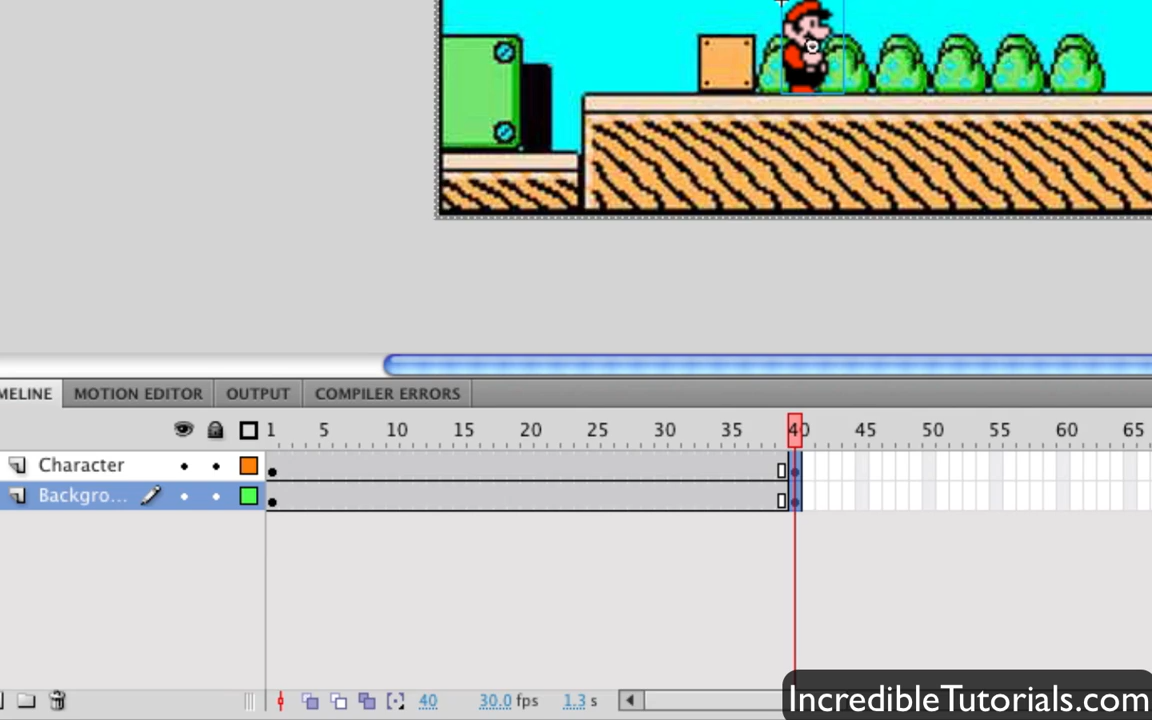 MELINE MOTION EDITOR OUTPUT COMPILER ERRORS
1 5 10 15 20 25 30 35 40 45 50 55 60 65
Character
Backgro...
40 30.0 fps 1.3 s
IncredibleTutorials.com